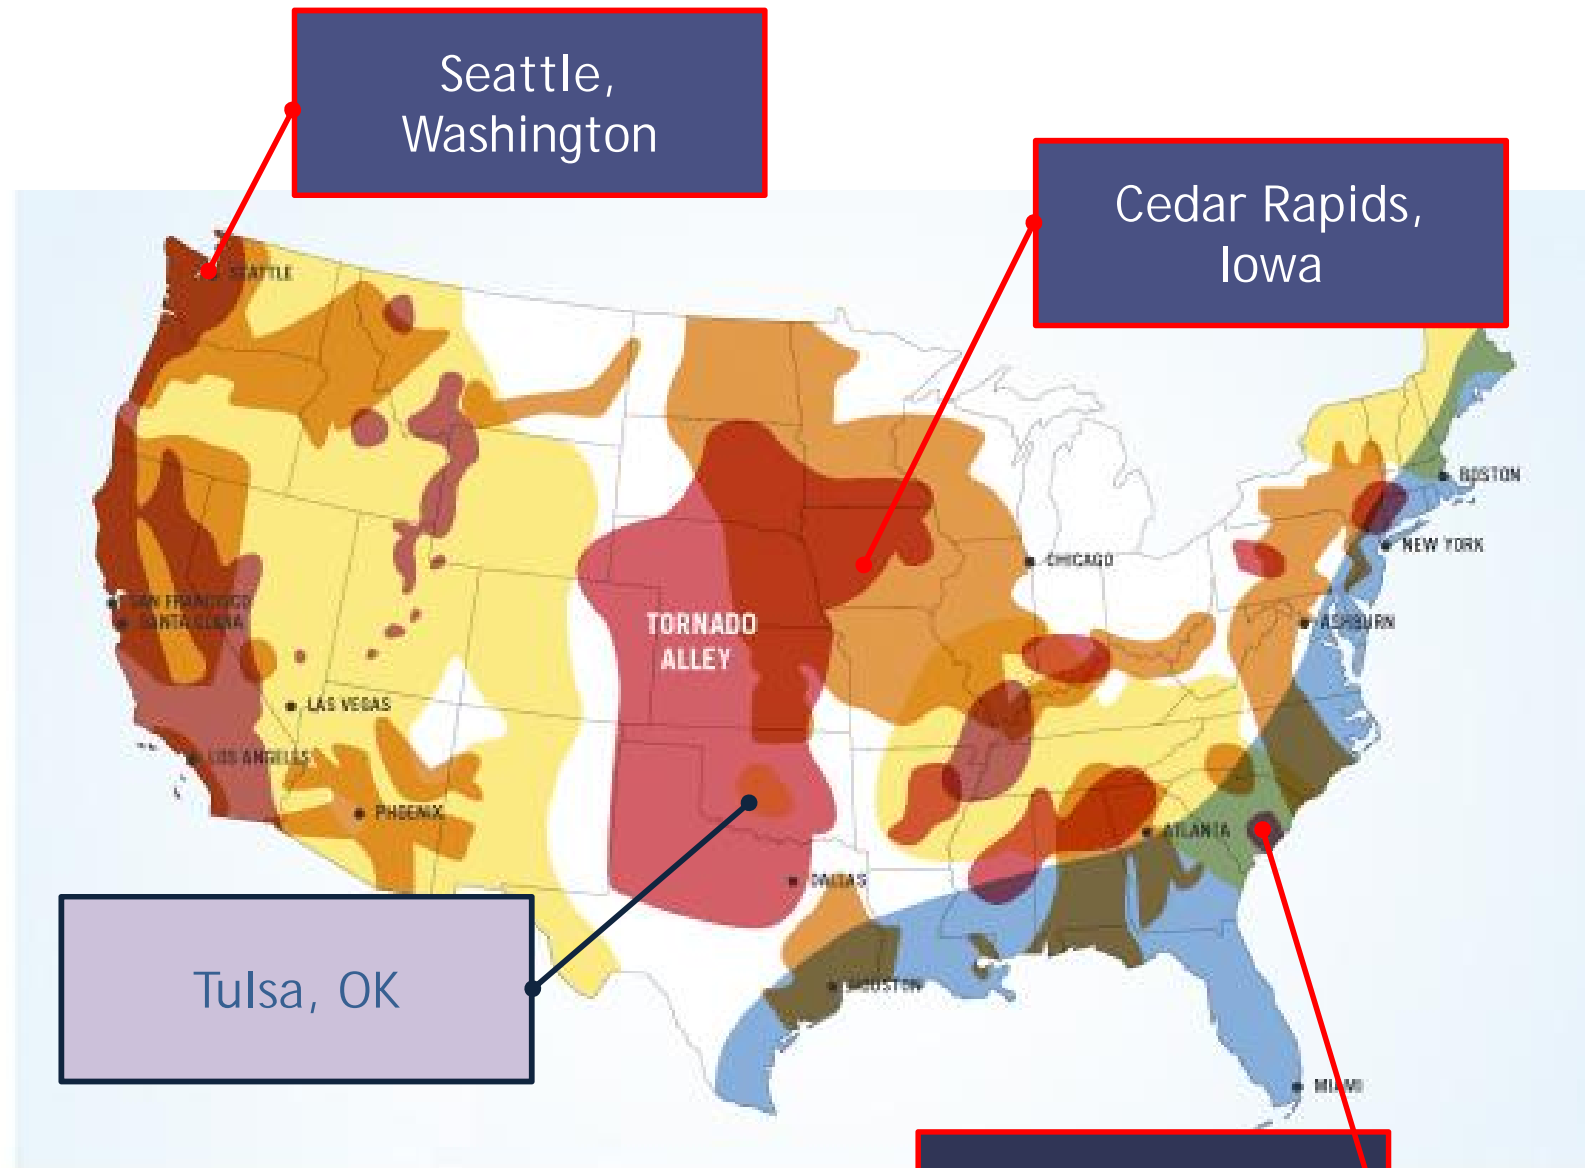 Seattle,
Washington
Cedar Rapids,
Iowa
SEATTLE
BOSTON
NEW YORK
CHICAGO
SAN FRANCISCO
SANTA CLARA
ASHBURN
TORNADO
ALLEY
LAS VEGAS
LOS ANGELES
PHOENIX
ATLANTA
DALLAS
Tulsa, OK
HOUSTON
MIAMI